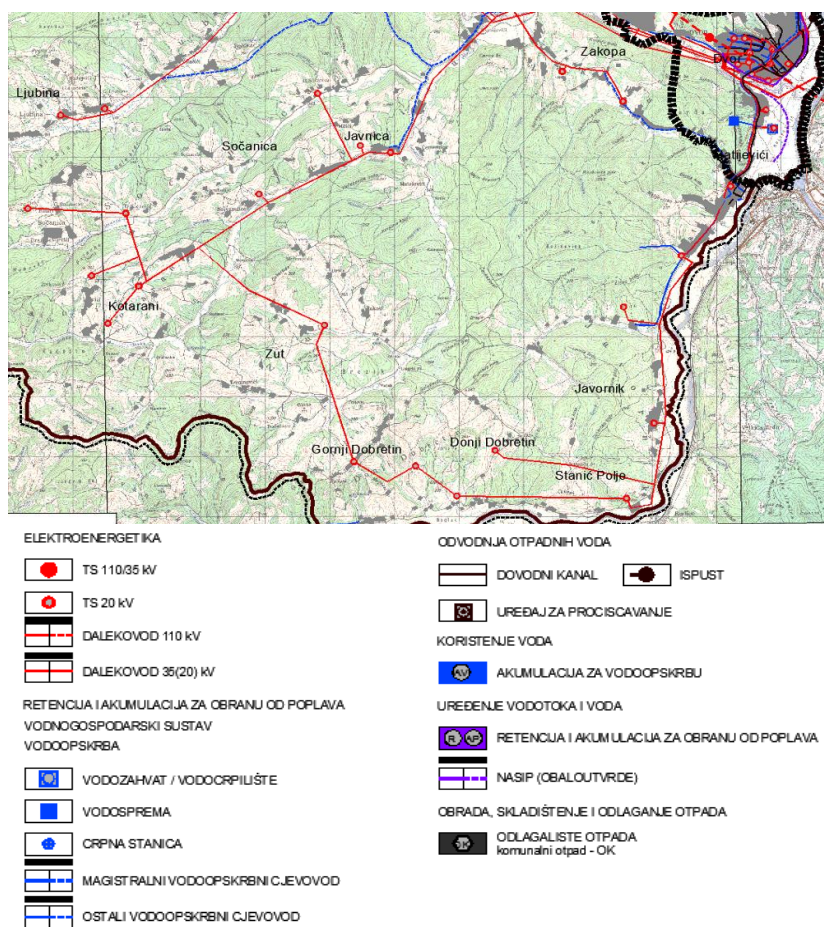 Zakopa
Dvor
Ljubina
Javnica
Sočanica
Kotarani
Zut
Javornik
Gornji Dobretin
Donji Dobretin
Stanić Polje
ELEKTROENERGETIKA
TS 110/35 kV
TS 20 kV
DALEKOVOD 110 kV
DALEKOVOD 35(20) kV
RETENCIJA I AKUMULACIJA ZA OBRANU OD POPLAVA
VODNOGOSPODARSKI SUSTAV
VODOOPSKRBA
VODOZAHVAT / VODOCRPILIŠTE
VODOSPREMA
CRPNA STANICA
MAGISTRALNI VODOOPSKRBNI CJEVOVOD
OSTALI VODOOPSKRBNI CJEVOVOD
ODVODNJA OTPADNIH VODA
DOVODNI KANAL
ISPUST
UREĐAJ ZA PROCISCAVANJE
KORISTENJE VODA
AV
AKUMULACIJA ZA VODOOPSKRBU
UREĐENJE VODOTOKA I VODA
R AP
RETENCIJA I AKUMULACIJA ZA OBRANU OD POPLAVA
NASIP (OBALOUTVRDE)
OBRADA, SKLADIŠTENJE I ODLAGANJE OTPADA
OK
ODLAGALISTE OTPADA
komunalni otpad - OK